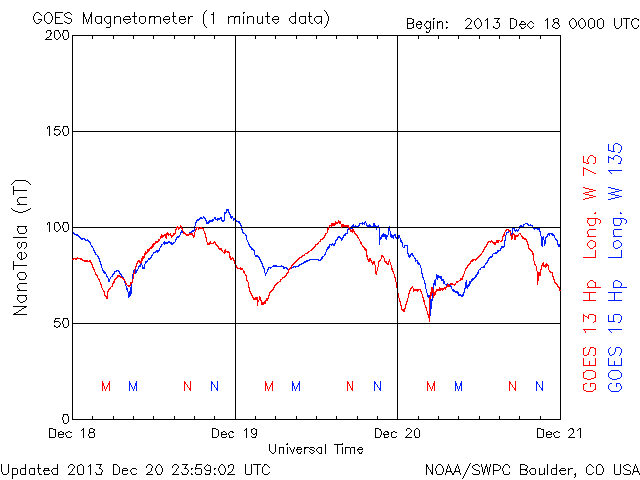 GOES Magnetometer (1 minute data)
Begin: 2013 Dec 18 0000 UTC
200
150
100
50
0
NanoTesla (nT)
M M N N M M N N M M N N
Dec 18 Dec 19 Dec 20 Dec 21
Universal Time
GOES 13 Hp Long. W 75
GOES 15 Hp Long. W 135
Updated 2013 Dec 20 23:59:02 UTC
NOAA/SWPC Boulder, CO USA